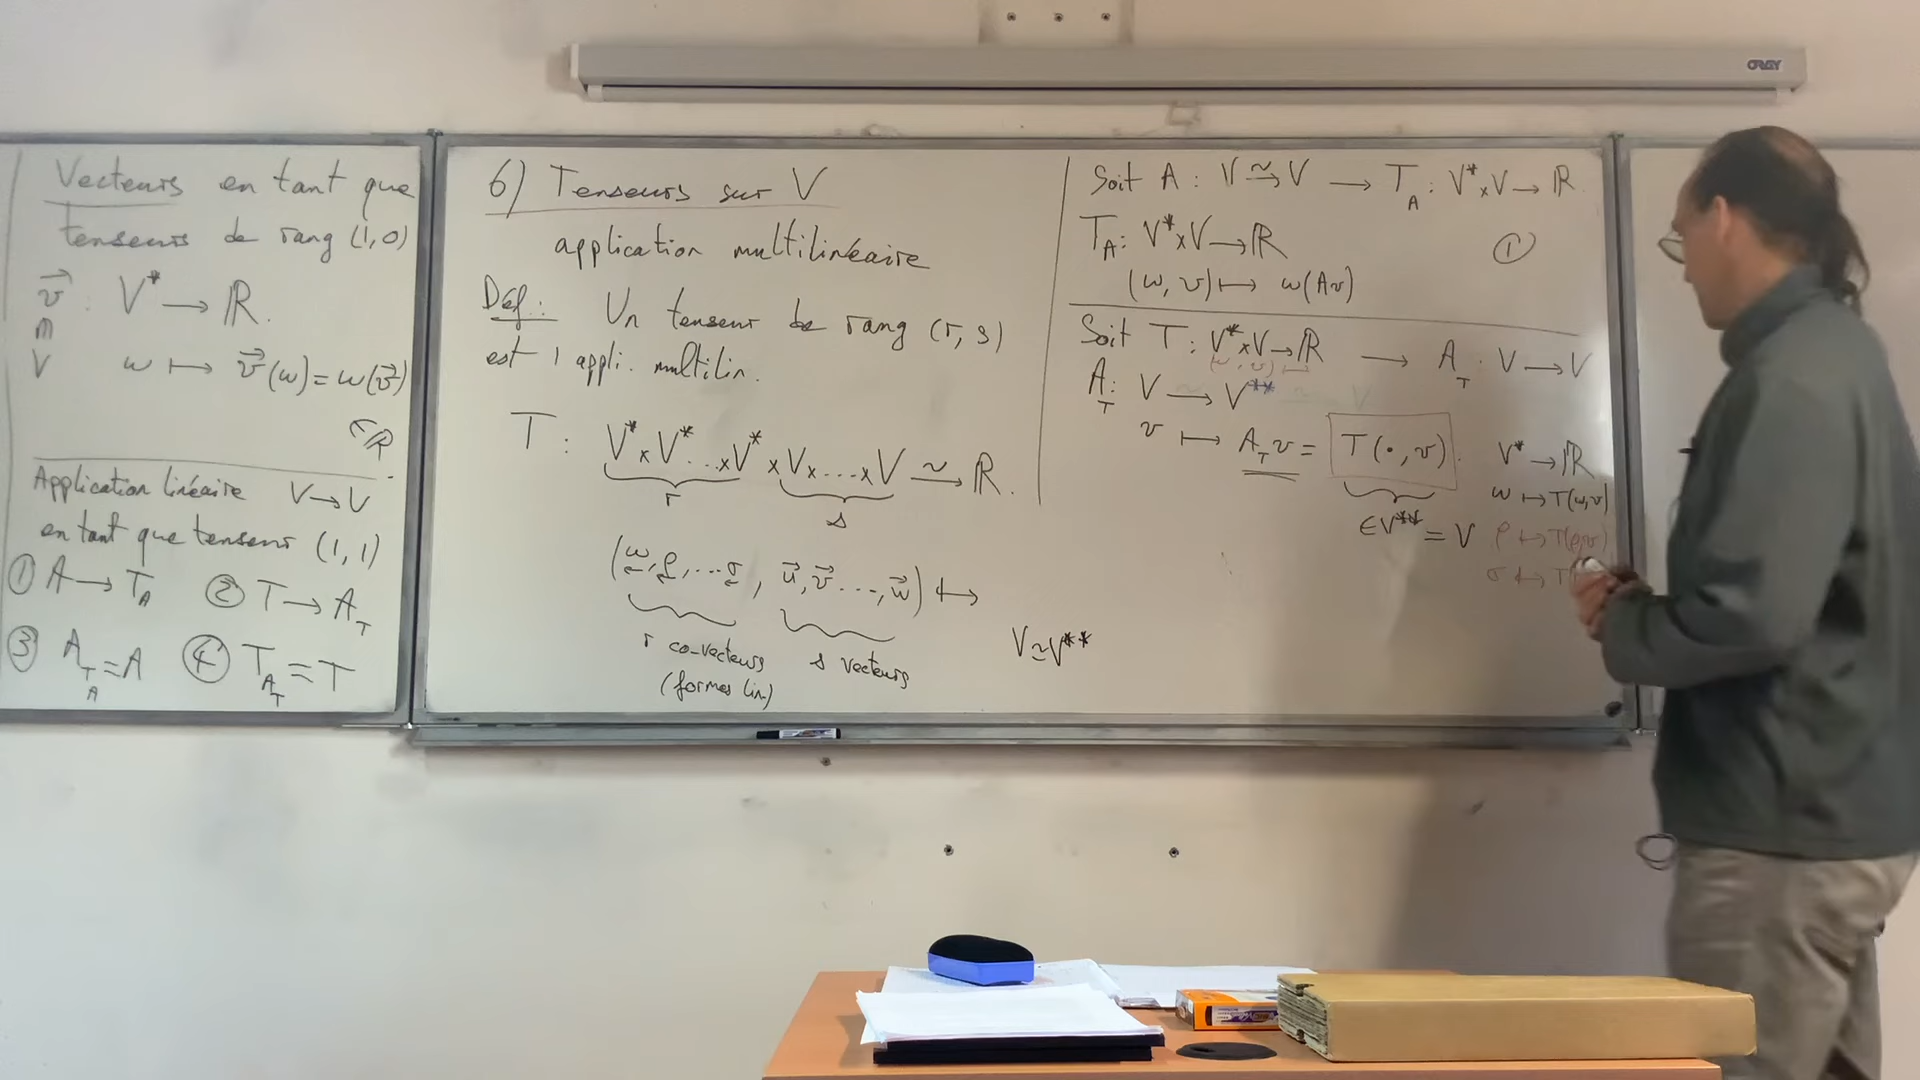 ORAY
Vecteurs en tant que
tenseurs de rang (1,0)
v⃗ : V* → ℝ.
∈
V ω ↦ v⃗(ω) = ω(v⃗)
∈ℝ
Application linéaire V → V
en tant que tenseur (1,1)
① A → T_A ② T → A_T
③ A_{T_A} = A ④ T_{A_T} = T
6) Tenseurs sur V
application multilinéaire
Déf.: Un tenseur de rang (r, s)
est 1 appli. multilin.
T : V* × V* ... × V* × V × .... × V ⥲ ℝ.
r s
(ω, ρ, ... σ, u⃗, v⃗ ..., w⃗) ↦
r co-vecteurs s vecteurs
(formes lin)
V ≃ V**
Soit A : V ⥲ V → T_A : V* × V → ℝ.
T_A : V* × V → ℝ ①
(ω, v) ↦ ω(Av)
Soit T : V* × V → ℝ → A_T : V → V
(ω, v) ↦
A_T : V → V**
v ↦ A_T v = T(•, v). V* → ℝ
ω ↦ T(ω, v)
∈ V** = V ρ ↦ T(ρ, v)
σ ↦ T(